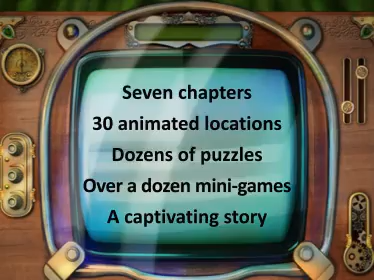 Seven chapters
30 animated locations
Dozens of puzzles
Over a dozen mini-games
A captivating story